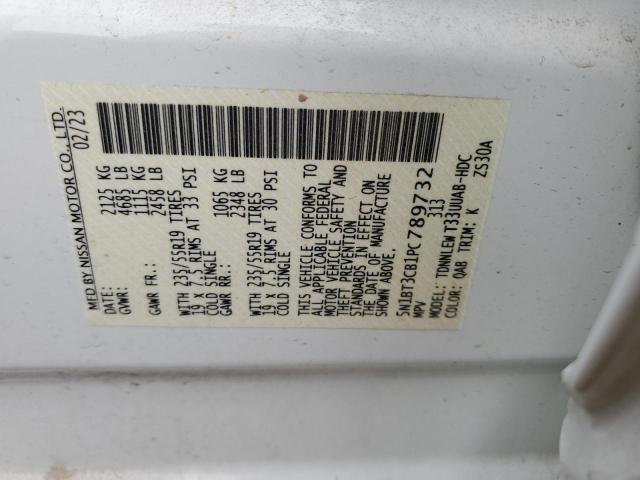 MFD BY NISSAN MOTOR CO., LTD.
DATE: 02/23
GAWR: 2125 KG
4685 LB
GAWR FR: 1115 KG
2458 LB
WITH 235/55R19 TIRES
19 x 7.5 RIMS AT 33 PSI
COLD SINGLE
GAWR RR: 1065 KG
2348 LB
WITH 235/55R19 TIRES
19 x 7.5 RIMS AT 30 PSI
COLD SINGLE
THIS VEHICLE CONFORMS TO
ALL APPLICABLE FEDERAL
MOTOR VEHICLE SAFETY AND
THEFT PREVENTION
STANDARDS IN EFFECT ON
THE DATE OF MANUFACTURE
SHOWN ABOVE.
5N1BT3CB1PC789732
MPV 313
MODEL: TDNNLEW T33UUAB-HDC
COLOR: QAB TRIM: K ZS30A